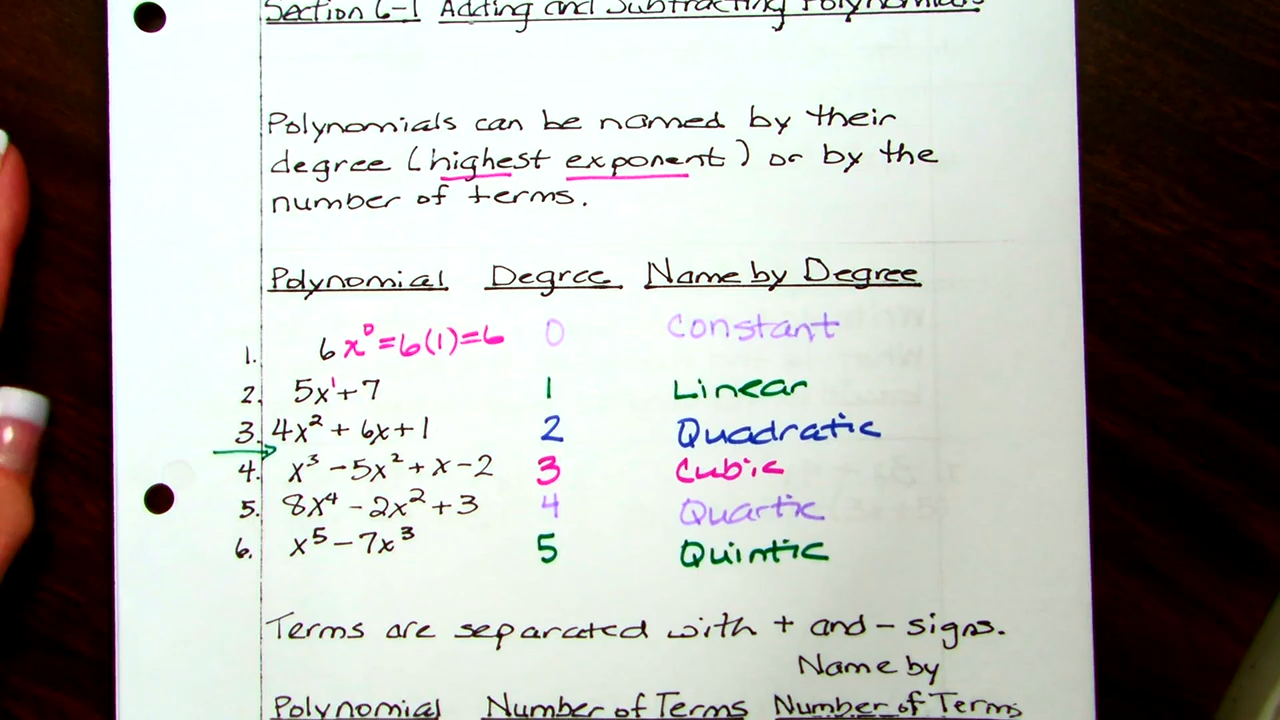 Section 6-1 Adding and Subtracting Polynomials
Polynomials can be named by their
degree (highest exponent) or by the
number of terms.
Polynomial Degree Name by Degree
1. 6x⁰=6(1)=6 0 Constant
2. 5x¹+7 1 Linear
3. 4x²+6x+1 2 Quadratic
4. x³-5x²+x-2 3 Cubic
5. 8x⁴-2x²+3 4 Quartic
6. x⁵-7x³ 5 Quintic
Terms are separated with + and - signs.
Name by
Polynomial Number of Terms Number of Terms